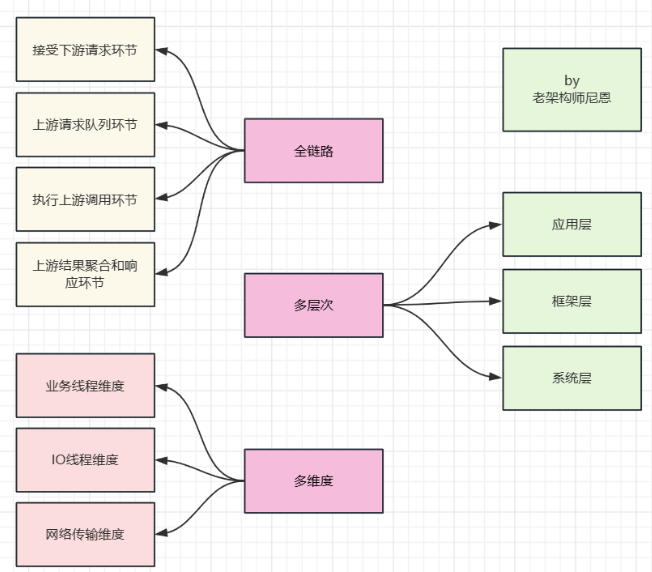 接受下游请求环节
上游请求队列环节
执行上游调用环节
上游结果聚合和响
应环节
全链路
by
老架构师尼恩
多层次
应用层
框架层
系统层
业务线程维度
IO线程维度
网络传输维度
多维度